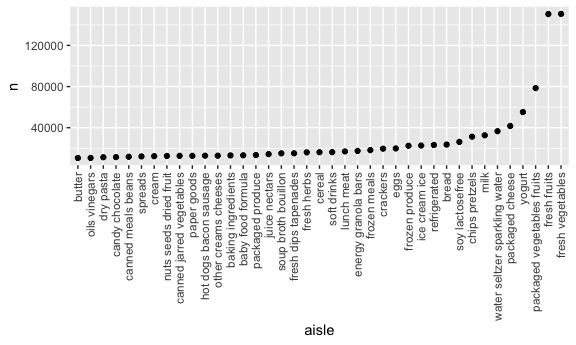 n
120000
80000
40000
butter
oils vinegars
dry pasta
candy chocolate
canned meals beans
spreads
cream
nuts seeds dried fruit
canned jarred vegetables
paper goods
hot dogs bacon sausage
other creams cheeses
baking ingredients
baby food formula
packaged produce
juice nectars
soup broth bouillon
fresh dips tapenades
fresh herbs
cereal
soft drinks
lunch meat
energy granola bars
frozen meals
crackers
eggs
frozen produce
ice cream ice
refrigerated
bread
soy lactosefree
chips pretzels
milk
water seltzer sparkling water
packaged cheese
yogurt
packaged vegetables fruits
fresh fruits
fresh vegetables
aisle